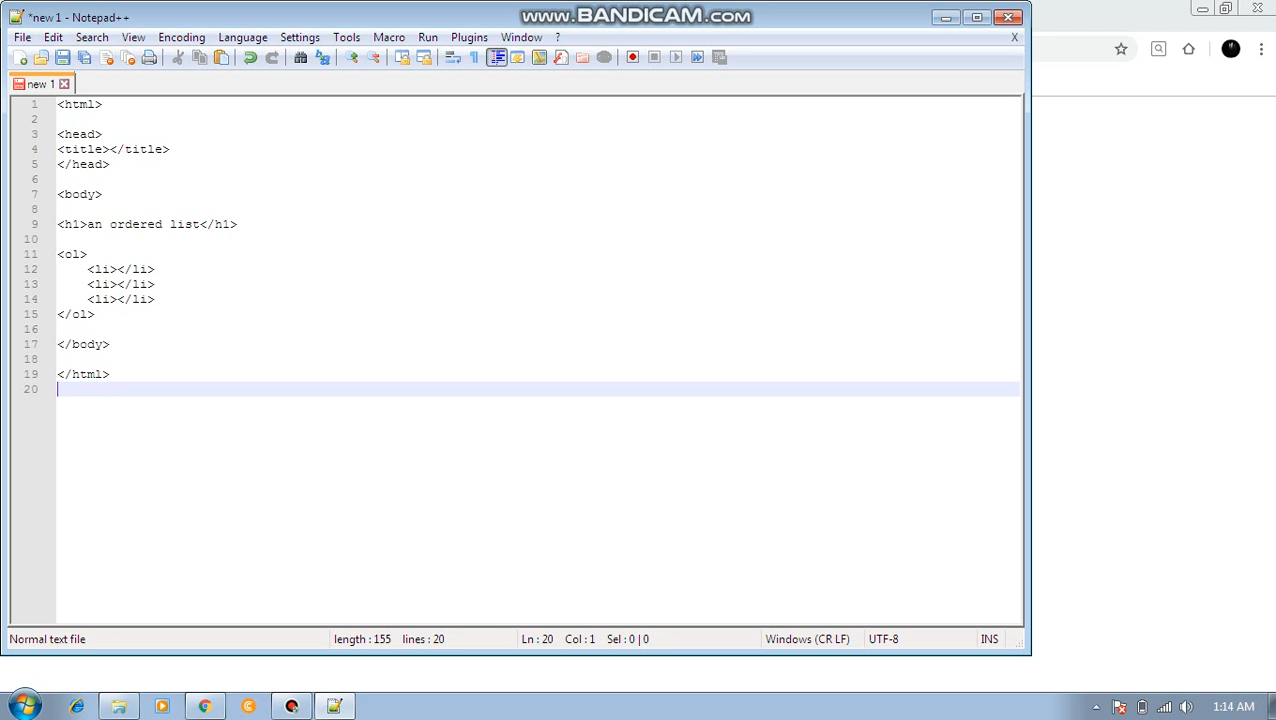 *new 1 - Notepad++
www.BANDICAM.com
File Edit Search View Encoding Language Settings Tools Macro Run Plugins Window ? X
new 1
1 <html>
2
3 <head>
4 <title></title>
5 </head>
6
7 <body>
8
9 <h1>an ordered list</h1>
10
11 <ol>
12 <li></li>
13 <li></li>
14 <li></li>
15 </ol>
16
17 </body>
18
19 </html>
20
Normal text file length : 155 lines : 20 Ln : 20 Col : 1 Sel : 0 | 0 Windows (CR LF) UTF-8 INS
1:14 AM